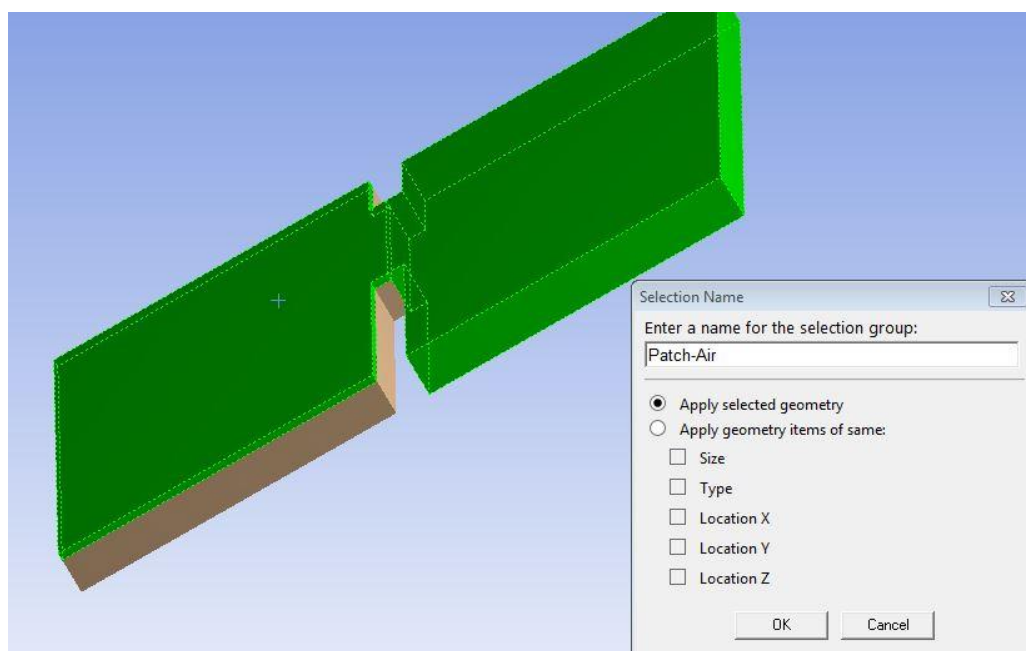 Selection Name
Enter a name for the selection group:
Patch-Air
Apply selected geometry
Apply geometry items of same:
Size
Type
Location X
Location Y
Location Z
OK
Cancel